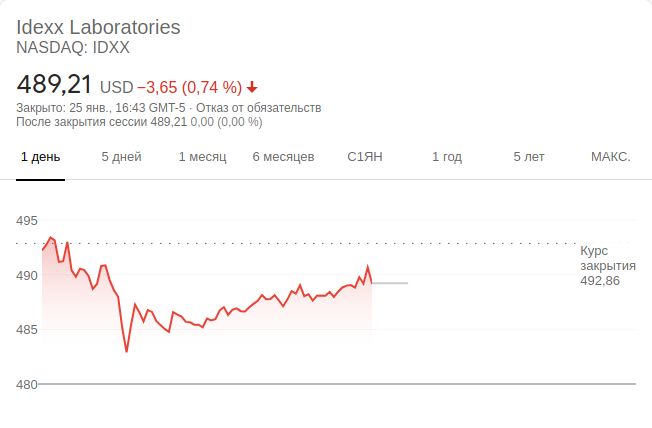 Idexx Laboratories
NASDAQ: IDXX
489,21 USD −3,65 (0,74 %)
Закрыто: 25 янв., 16:43 GMT-5 · Отказ от обязательств
После закрытия сессии 489,21 0,00 (0,00 %)
1 день 5 дней 1 месяц 6 месяцев С1ЯН 1 год 5 лет МАКС.
495
Курс
закрытия
492,86
490
485
480